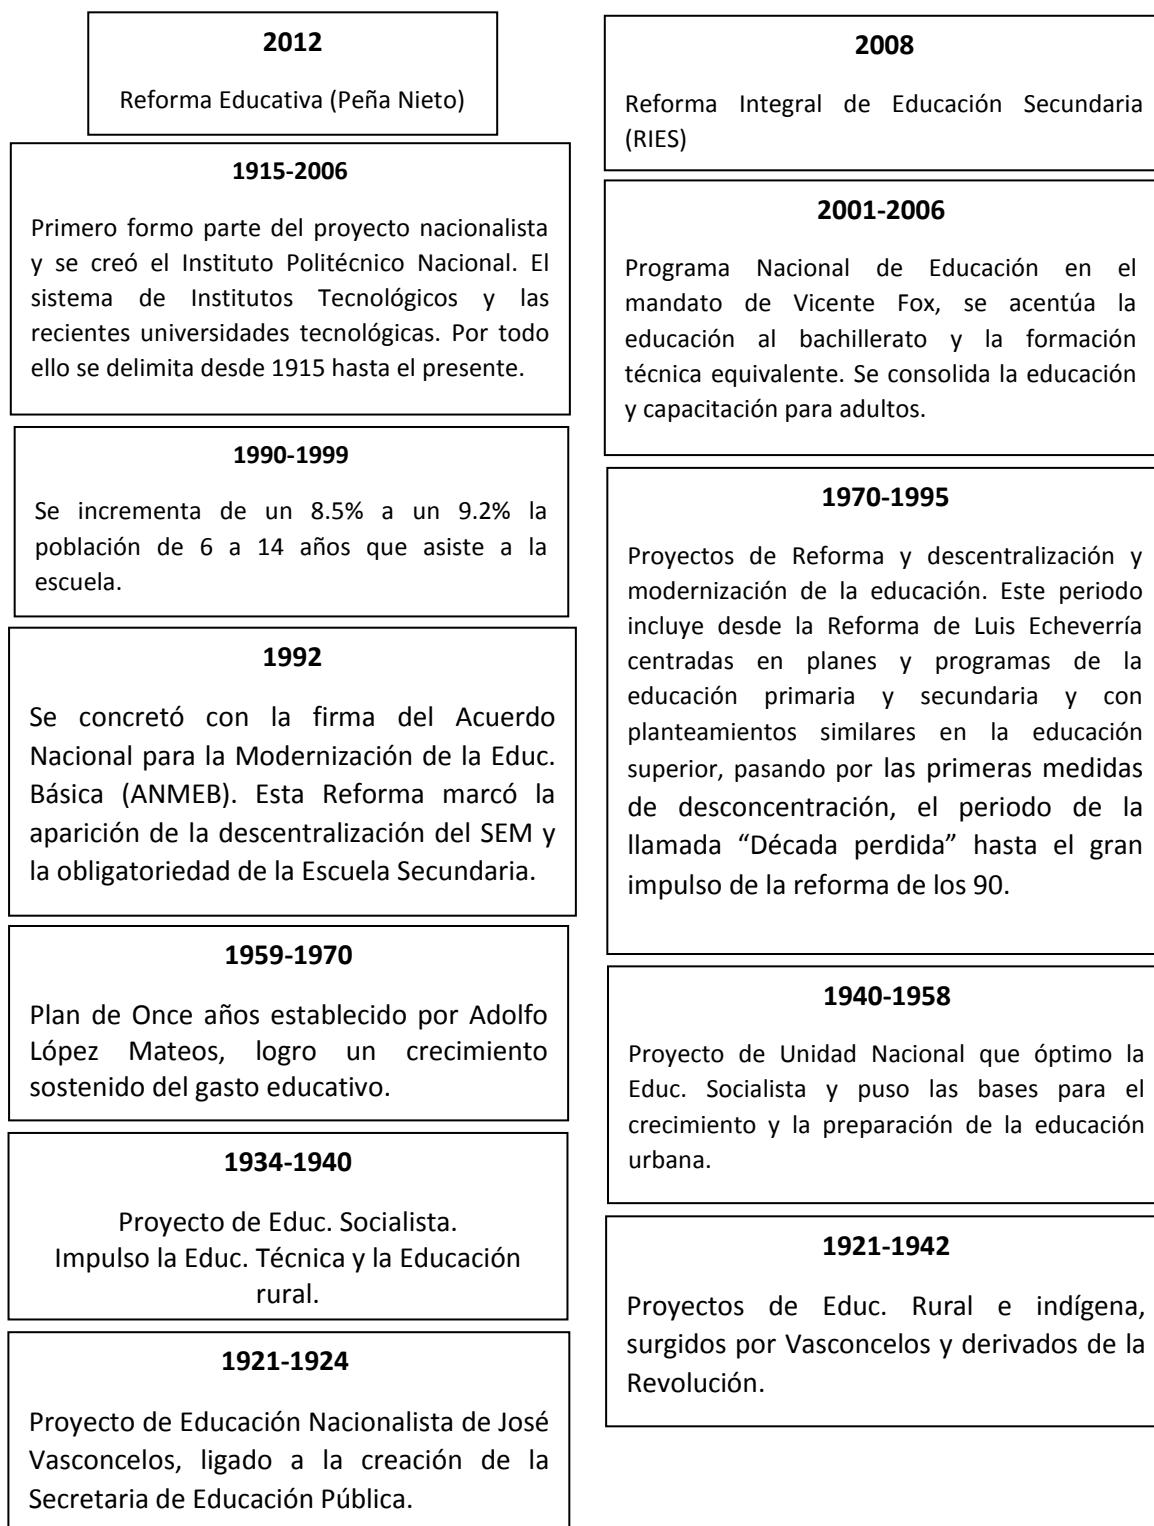 2012
Reforma Educativa (Peña Nieto)
2008
Reforma Integral de Educación Secundaria
(RIES)
1915-2006
Primero formo parte del proyecto nacionalista
y se creó el Instituto Politécnico Nacional. El
sistema de Institutos Tecnológicos y las
recientes universidades tecnológicas. Por todo
ello se delimita desde 1915 hasta el presente.
2001-2006
Programa Nacional de Educación en el
mandato de Vicente Fox, se acentúa la
educación al bachillerato y la formación
técnica equivalente. Se consolida la educación
y capacitación para adultos.
1990-1999
Se incrementa de un 8.5% a un 9.2% la
población de 6 a 14 años que asiste a la
escuela.
1970-1995
Proyectos de Reforma y descentralización y
modernización de la educación. Este periodo
incluye desde la Reforma de Luis Echeverría
centradas en planes y programas de la
educación primaria y secundaria y con
planteamientos similares en la educación
superior, pasando por las primeras medidas
de desconcentración, el periodo de la
llamada “Década perdida” hasta el gran
impulso de la reforma de los 90.
1992
Se concretó con la firma del Acuerdo
Nacional para la Modernización de la Educ.
Básica (ANMEB). Esta Reforma marcó la
aparición de la descentralización del SEM y
la obligatoriedad de la Escuela Secundaria.
1959-1970
Plan de Once años establecido por Adolfo
López Mateos, logro un crecimiento
sostenido del gasto educativo.
1940-1958
Proyecto de Unidad Nacional que óptimo la
Educ. Socialista y puso las bases para el
crecimiento y la preparación de la educación
urbana.
1934-1940
Proyecto de Educ. Socialista.
Impulso la Educ. Técnica y la Educación
rural.
1921-1942
Proyectos de Educ. Rural e indígena,
surgidos por Vasconcelos y derivados de la
Revolución.
1921-1924
Proyecto de Educación Nacionalista de José
Vasconcelos, ligado a la creación de la
Secretaria de Educación Pública.